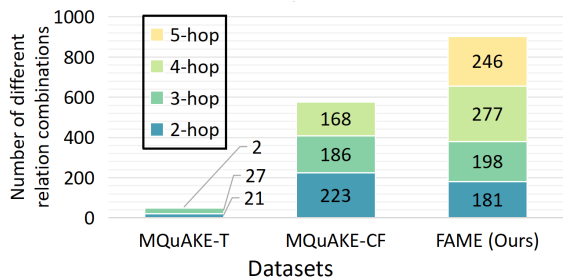 Number of different
relation combinations
1000
800
600
400
200
0
5-hop
4-hop
3-hop
2-hop
2
27
21
168
186
223
246
277
198
181
MQuAKE-T
MQuAKE-CF
FAME (Ours)
Datasets